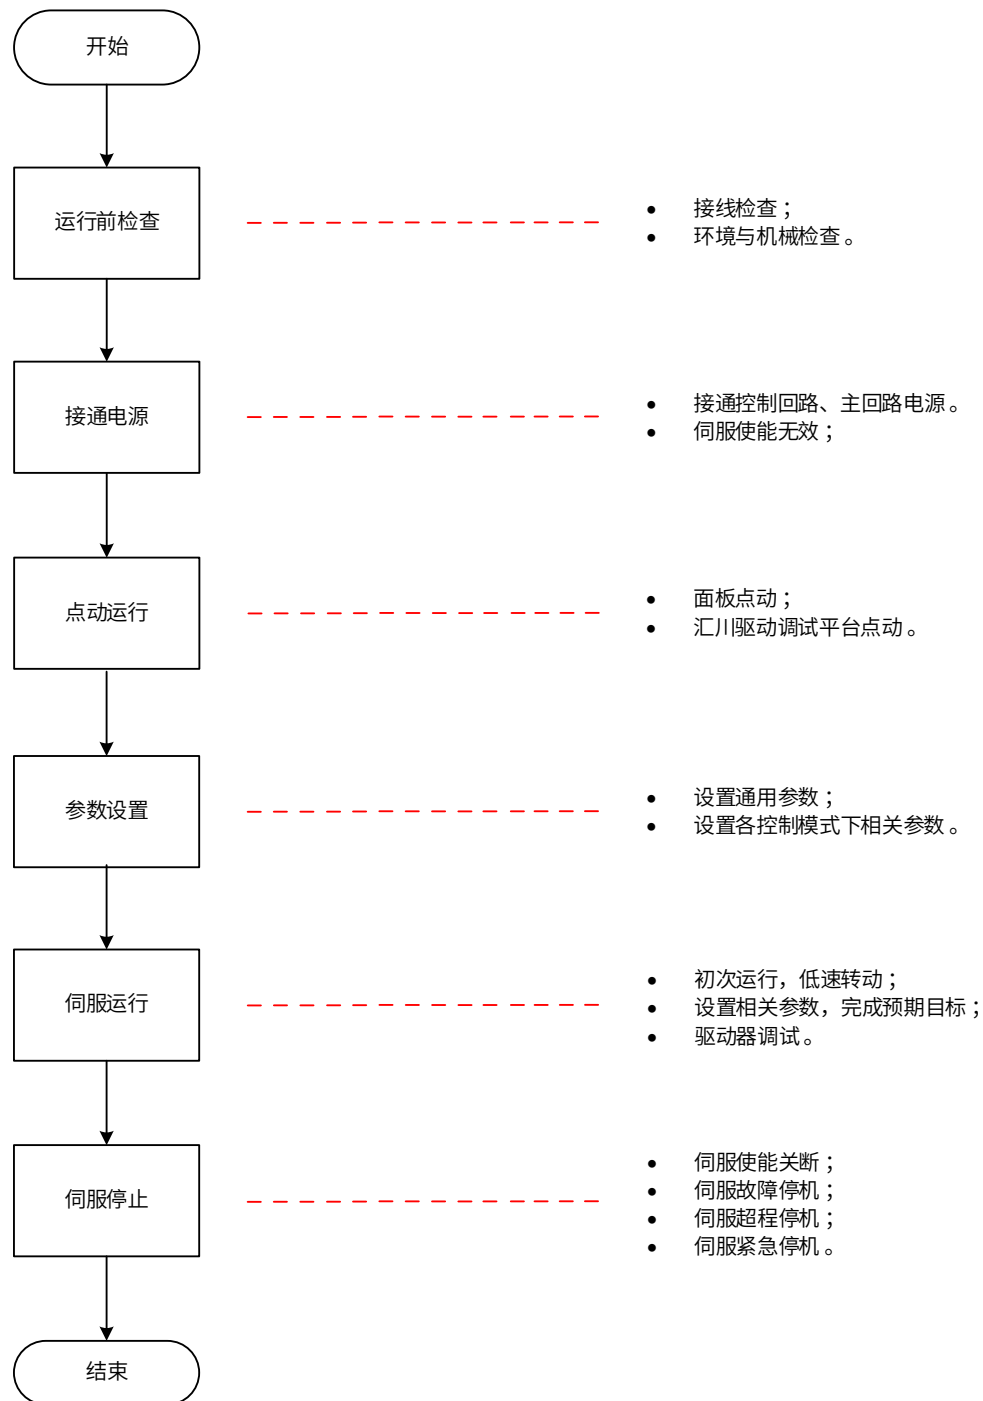 开始
运行前检查
• 接线检查；
• 环境与机械检查。
接通电源
• 接通控制回路、主回路电源。
• 伺服使能无效；
点动运行
• 面板点动；
• 汇川驱动调试平台点动。
参数设置
• 设置通用参数；
• 设置各控制模式下相关参数。
伺服运行
• 初次运行，低速转动；
• 设置相关参数，完成预期目标；
• 驱动器调试。
伺服停止
• 伺服使能关断；
• 伺服故障停机；
• 伺服超程停机；
• 伺服紧急停机。
结束